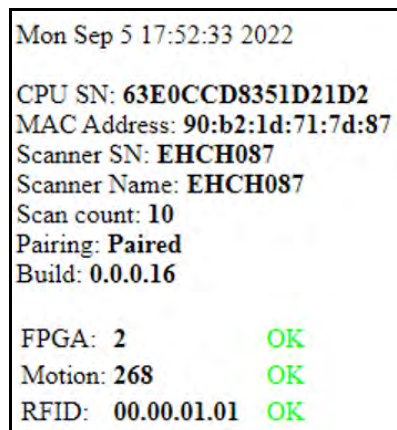 Mon Sep 5 17:52:33 2022
CPU SN: 63E0CCD8351D21D2
MAC Address: 90:b2:1d:71:7d:87
Scanner SN: EHCH087
Scanner Name: EHCH087
Scan count: 10
Pairing: Paired
Build: 0.0.0.16
FPGA: 2 OK
Motion: 268 OK
RFID: 00.00.01.01 OK